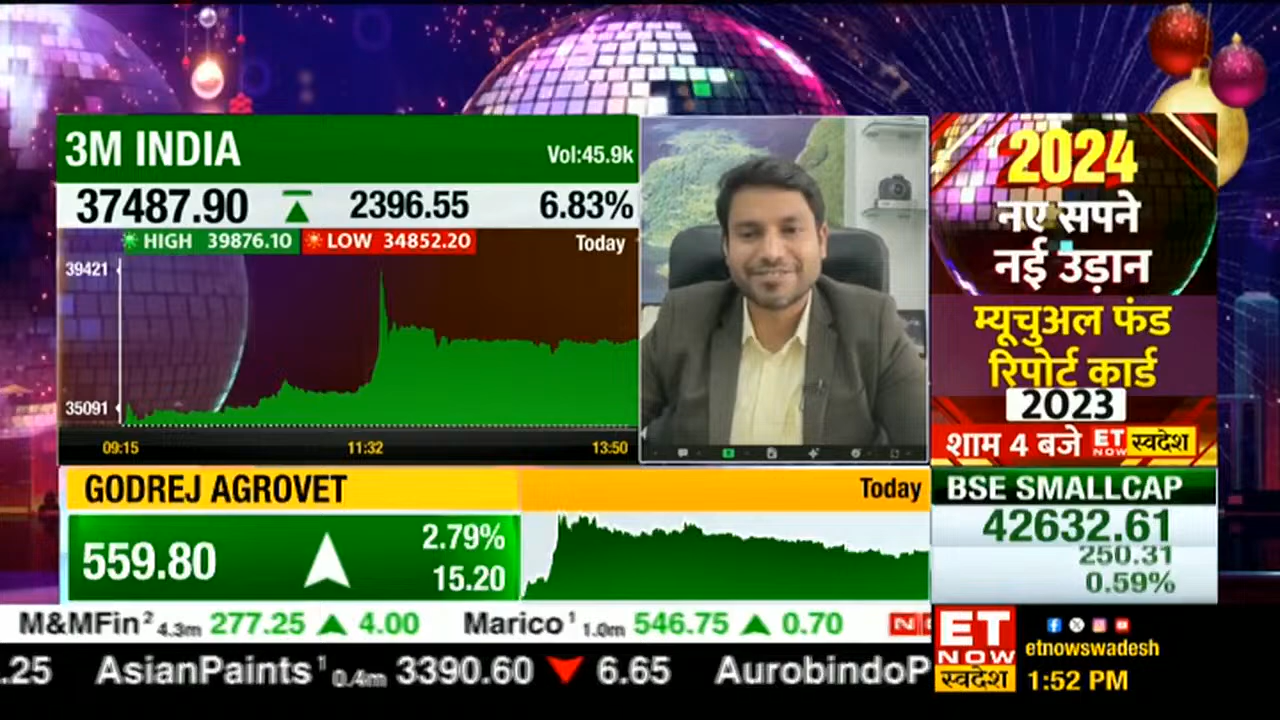 3M INDIA
Vol:45.9k
37487.90 2396.55 6.83%
HIGH 39876.10 LOW 34852.20 Today
39421
35091
09:15 11:32 13:50
2024
नए सपने
नई उड़ान
म्यूचुअल फंड
रिपोर्ट कार्ड
2023
शाम 4 बजे ET NOW स्वदेश
GODREJ AGROVET Today
559.80 2.79%
15.20
BSE SMALLCAP
42632.61
250.31
0.59%
M&MFin 2 4.3m 277.25 4.00 Marico 1 1.0m 546.75 0.70 N
.25 AsianPaints 1 0.4m 3390.60 6.65 AurobindoP
ET
NOW
स्वदेश
etnowswadesh
1:52 PM